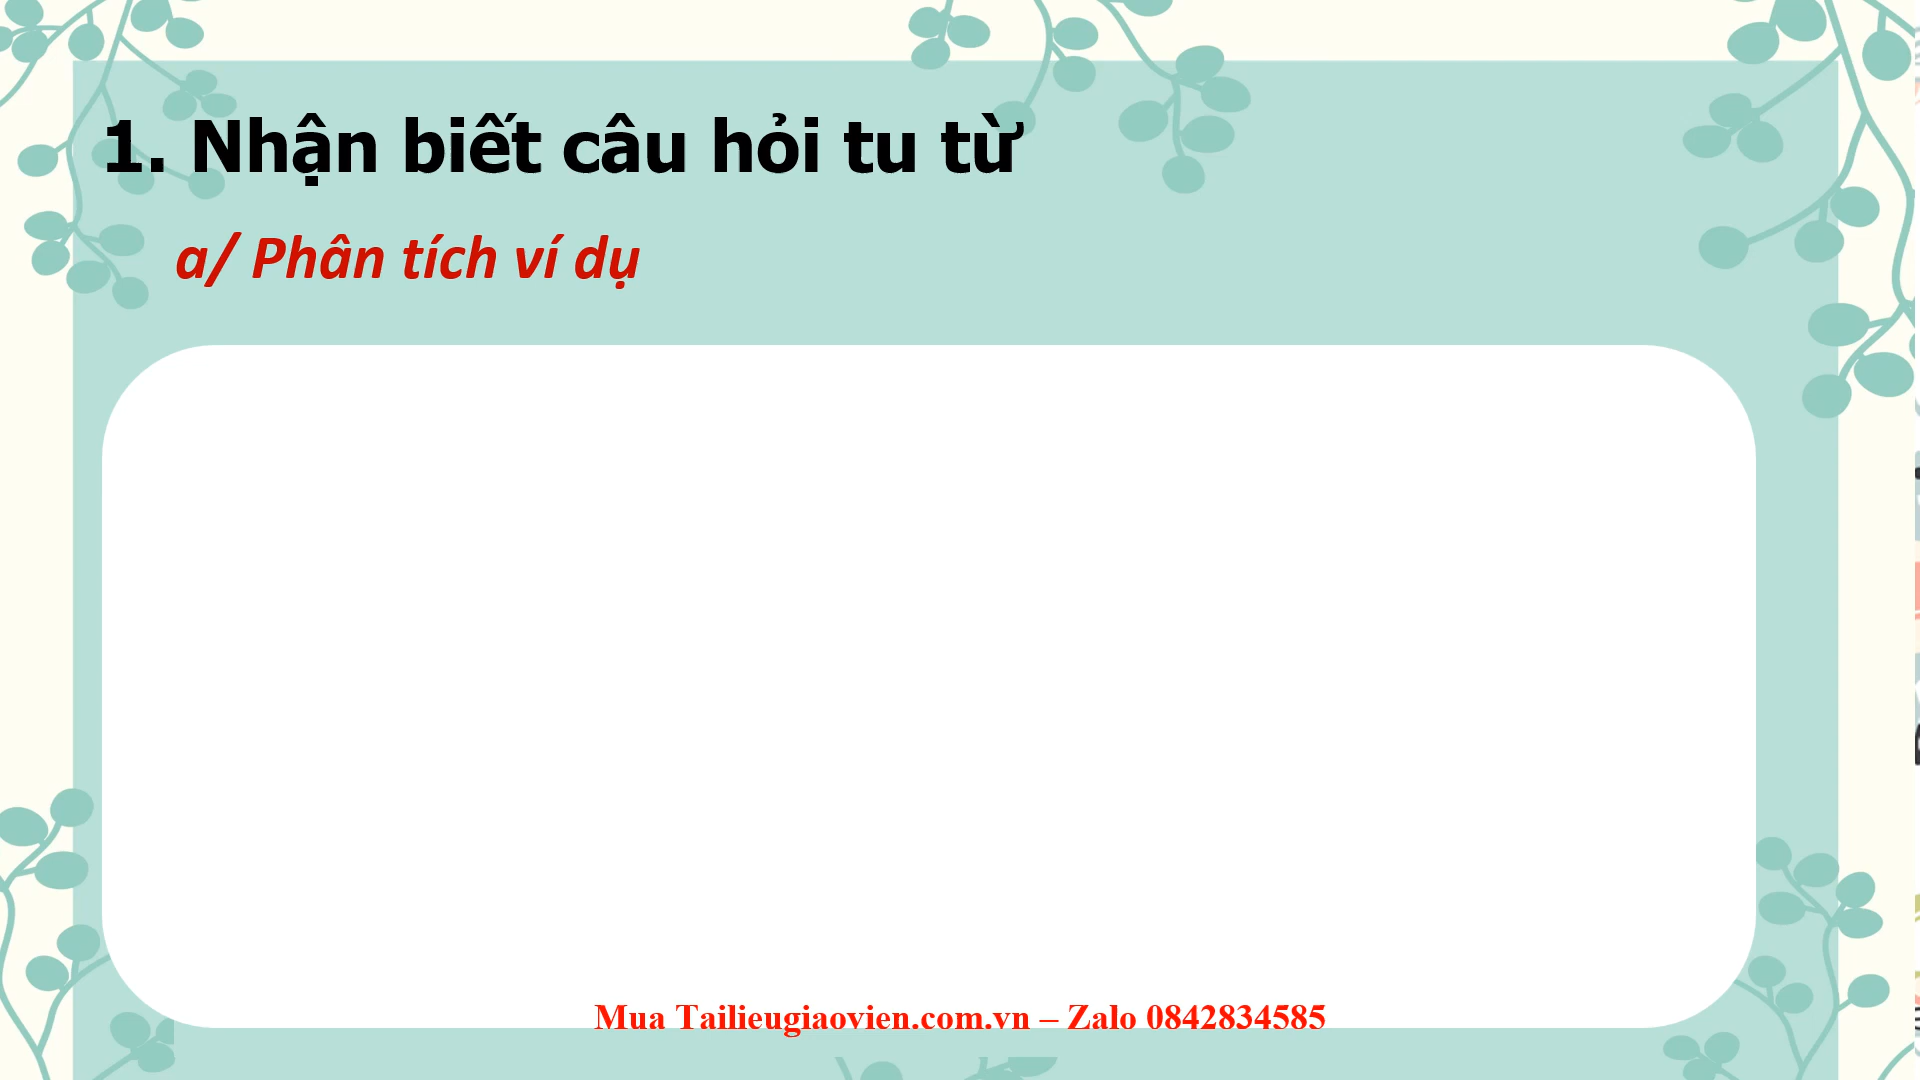 1. Nhận biết câu hỏi tu từ
a/ Phân tích ví dụ
Mua Tailieugiaovien.com.vn – Zalo 0842834585